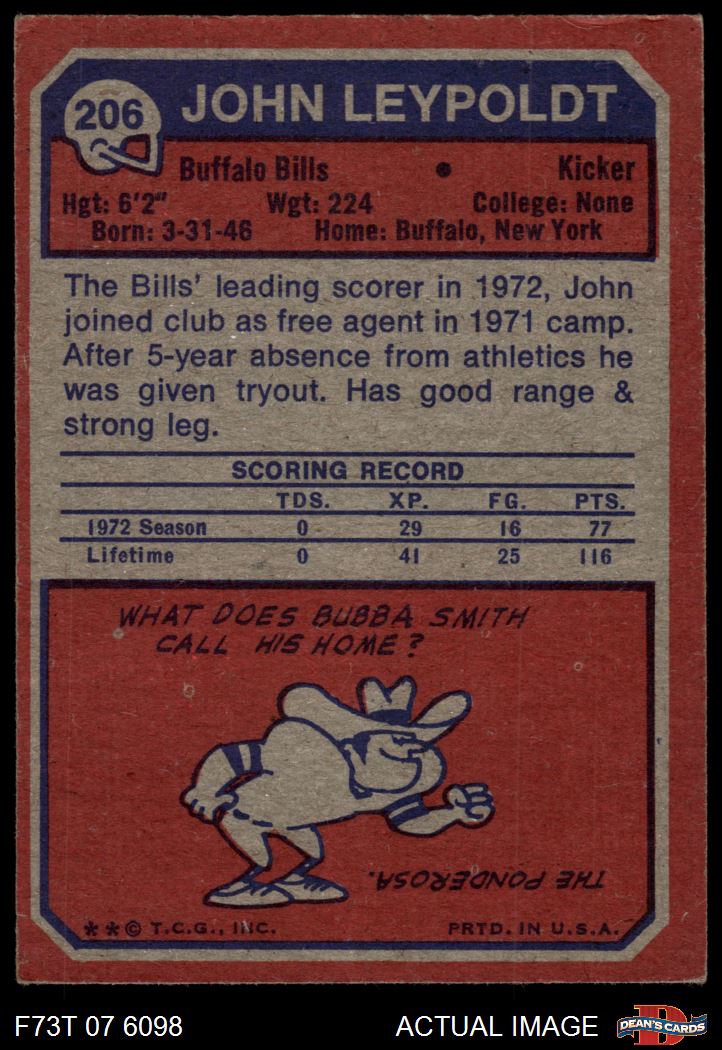 206
JOHN LEYPOLDT
Buffalo Bills • Kicker
Hgt: 6'2" Wgt: 224 College: None
Born: 3-31-46 Home: Buffalo, New York
The Bills' leading scorer in 1972, John
joined club as free agent in 1971 camp.
After 5-year absence from athletics he
was given tryout. Has good range &
strong leg.
SCORING RECORD
TDS. XP. FG. PTS.
1972 Season 0 29 16 77
Lifetime 0 41 25 116
WHAT DOES BUBBA SMITH
CALL HIS HOME?
THE PONDEROSA.
**© T.C.G., INC. PRTD. IN U.S.A.
F73T 07 6098 ACTUAL IMAGE D DEAN'S CARDS